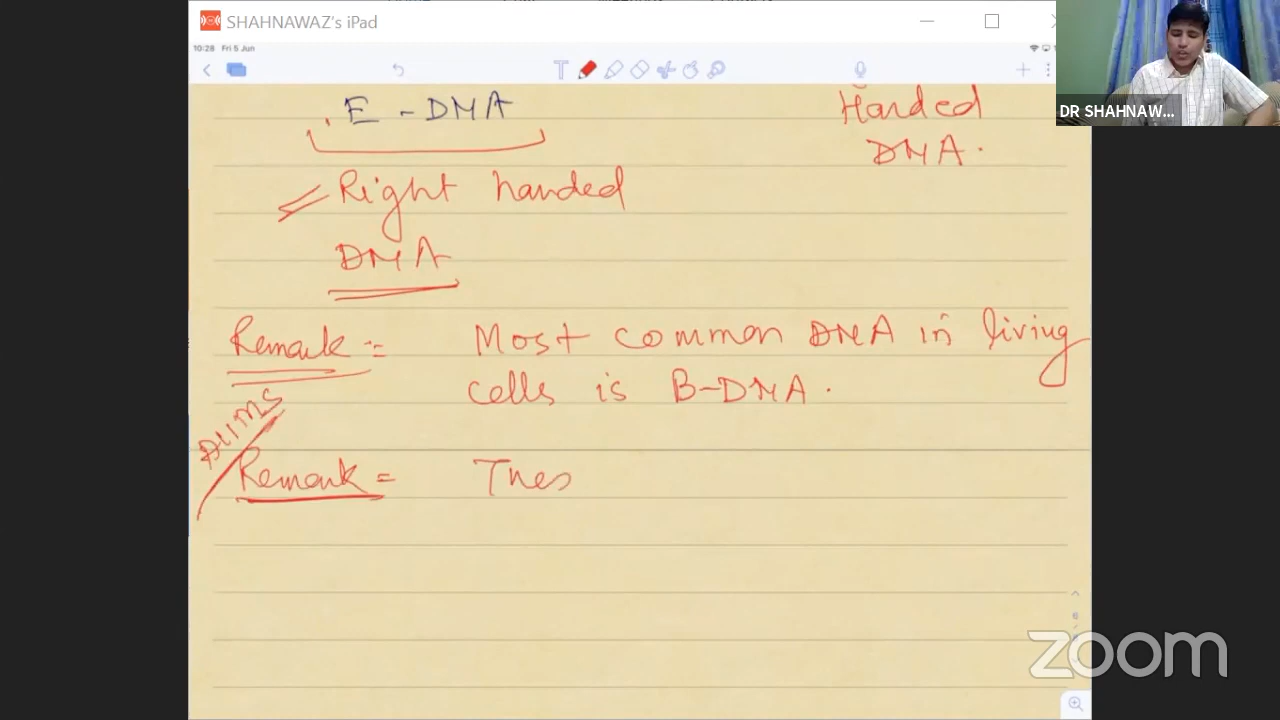 SHAHNAWAZ's iPad
10:28 Fri 5 Jun
DR SHAHNAW...
E - DNA
Handed
DNA.
Right handed
DNA
Remark = Most common DNA in living
cells is B-DNA.
AIIMS
Remark = Thes
zoom